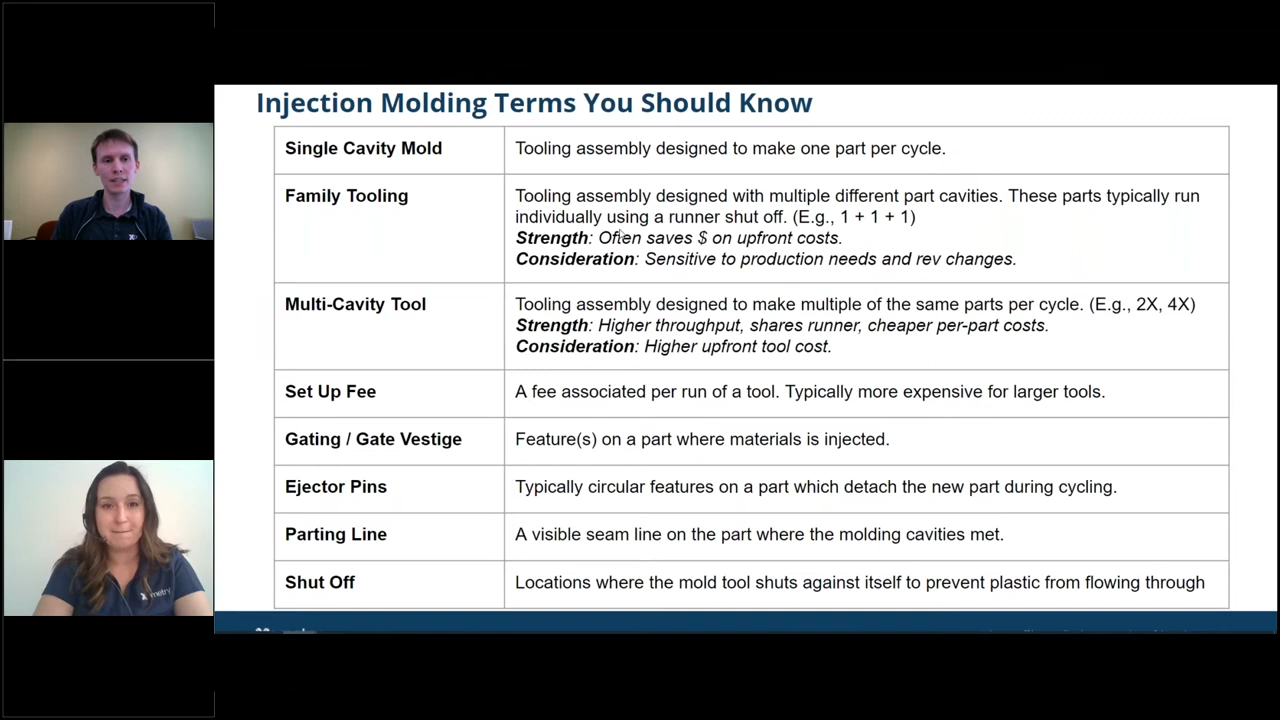 Injection Molding Terms You Should Know
Single Cavity Mold
Tooling assembly designed to make one part per cycle.
Family Tooling
Tooling assembly designed with multiple different part cavities. These parts typically run
individually using a runner shut off. (E.g., 1 + 1 + 1)
Strength: Often saves $ on upfront costs.
Consideration: Sensitive to production needs and rev changes.
Multi-Cavity Tool
Tooling assembly designed to make multiple of the same parts per cycle. (E.g., 2X, 4X)
Strength: Higher throughput, shares runner, cheaper per-part costs.
Consideration: Higher upfront tool cost.
Set Up Fee
A fee associated per run of a tool. Typically more expensive for larger tools.
Gating / Gate Vestige
Feature(s) on a part where materials is injected.
Ejector Pins
Typically circular features on a part which detach the new part during cycling.
Parting Line
A visible seam line on the part where the molding cavities met.
Shut Off
Locations where the mold tool shuts against itself to prevent plastic from flowing through